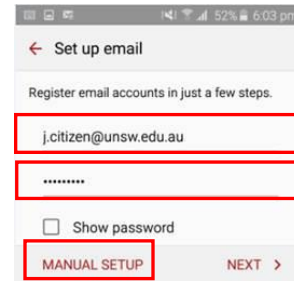 52% 6:03 pm
← Set up email
Register email accounts in just a few steps.
j.citizen@unsw.edu.au
•••••••••
Show password
MANUAL SETUP NEXT >